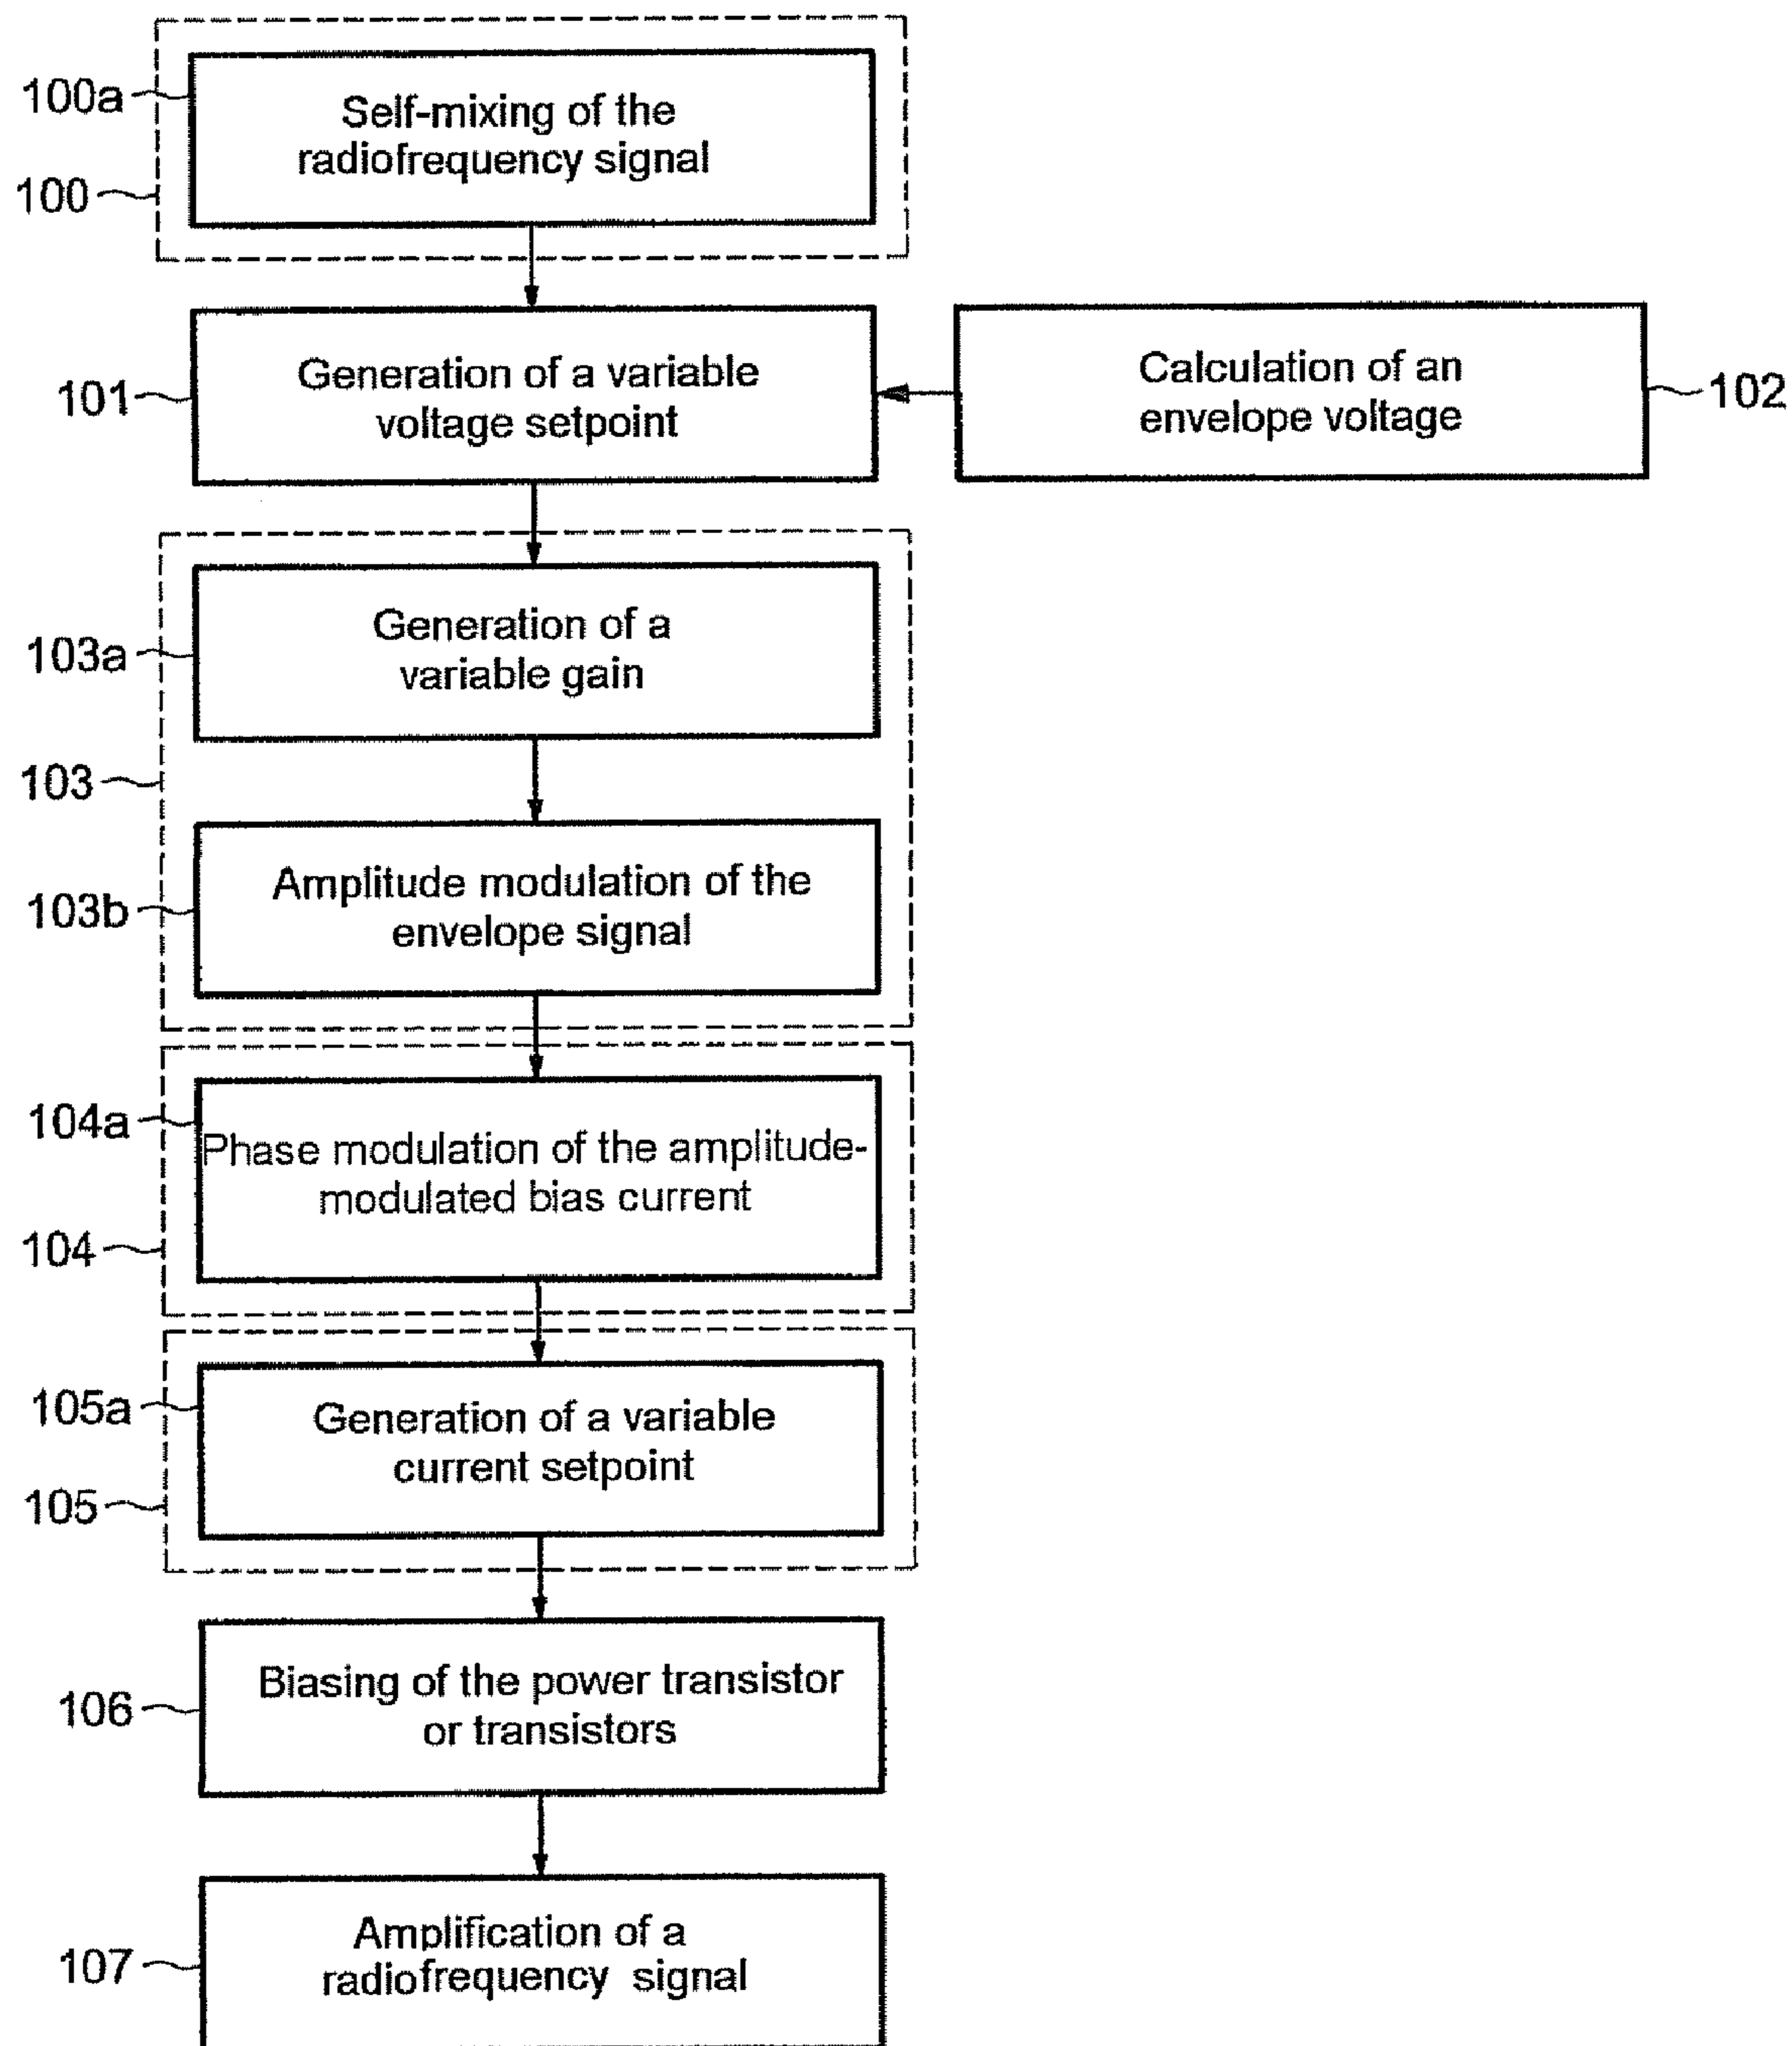 100a
Self-mixing of the
radiofrequency signal
100
101
Generation of a variable
voltage setpoint
Calculation of an
envelope voltage
102
103a
Generation of a
variable gain
103
103b
Amplitude modulation of the
envelope signal
104a
Phase modulation of the amplitude-
modulated bias current
104
105a
Generation of a variable
current setpoint
105
106
Biasing of the power transistor
or transistors
107
Amplification of a
radiofrequency signal